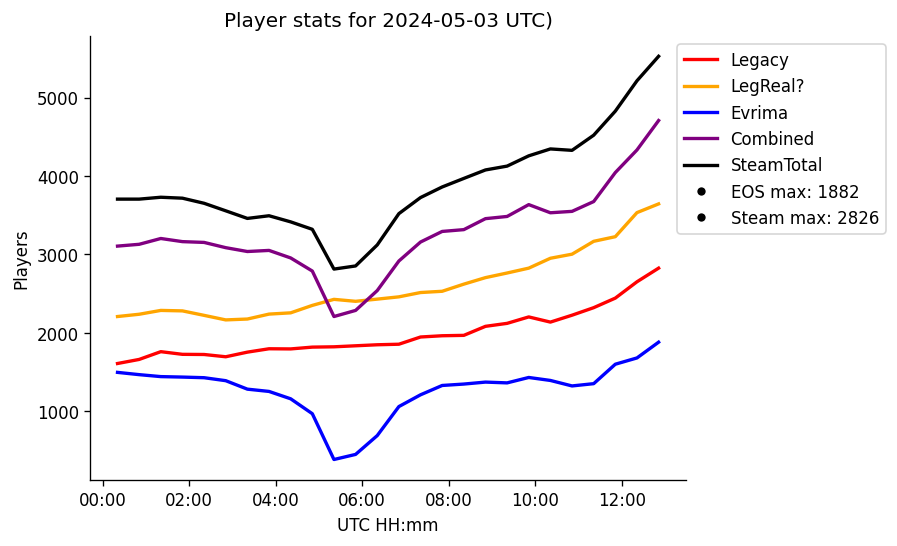 Player stats for 2024-05-03 UTC)
Legacy
LegReal?
Evrima
Combined
SteamTotal
EOS max: 1882
Steam max: 2826
Players
5000
4000
3000
2000
1000
00:00 02:00 04:00 06:00 08:00 10:00 12:00
UTC HH:mm